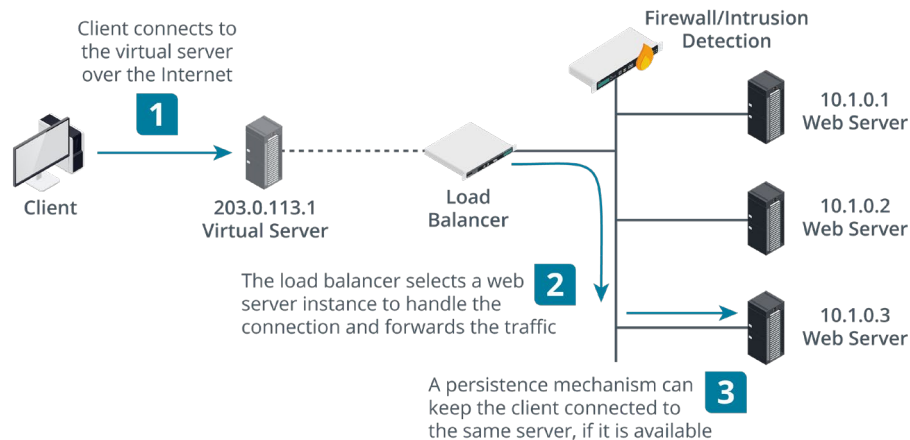 Client connects to
the virtual server
over the Internet
1
Client
203.0.113.1
Virtual Server
Load
Balancer
Firewall/Intrusion
Detection
10.1.0.1
Web Server
10.1.0.2
Web Server
10.1.0.3
Web Server
The load balancer selects a web
server instance to handle the
connection and forwards the traffic
2
A persistence mechanism can
keep the client connected to
the same server, if it is available
3